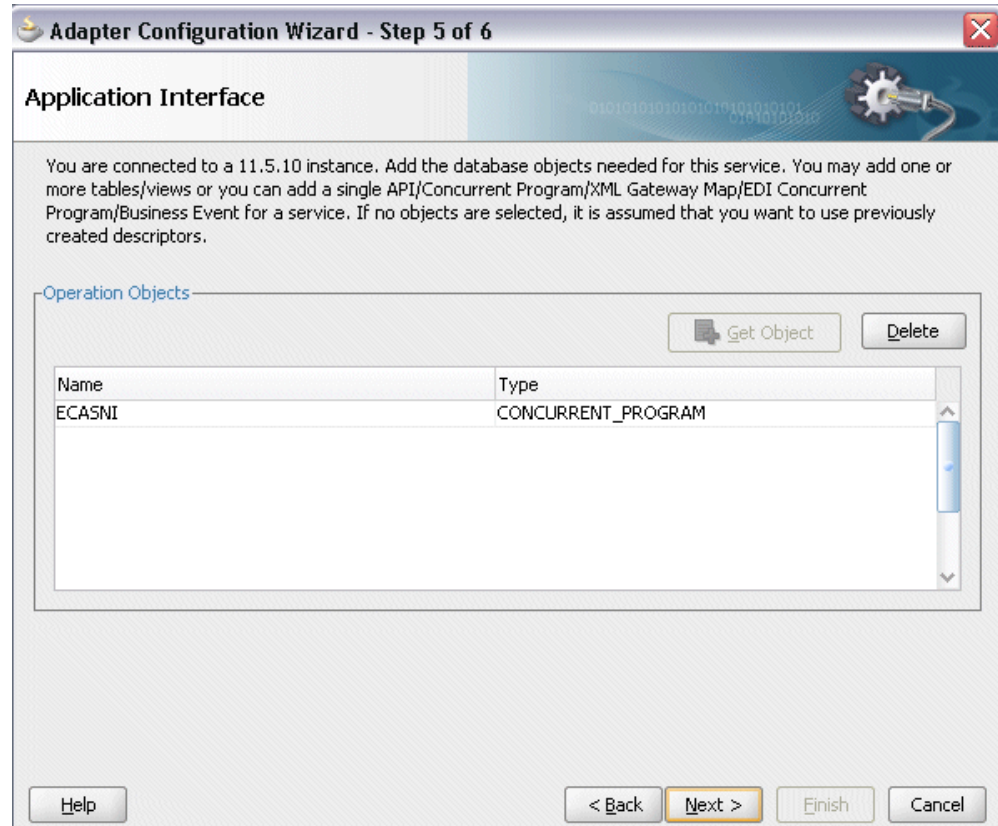 Adapter Configuration Wizard - Step 5 of 6
Application Interface
You are connected to a 11.5.10 instance. Add the database objects needed for this service. You may add one or
more tables/views or you can add a single API/Concurrent Program/XML Gateway Map/EDI Concurrent
Program/Business Event for a service. If no objects are selected, it is assumed that you want to use previously
created descriptors.
Operation Objects
Get Object Delete
Name Type
ECASNI CONCURRENT_PROGRAM
Help < Back Next > Finish Cancel